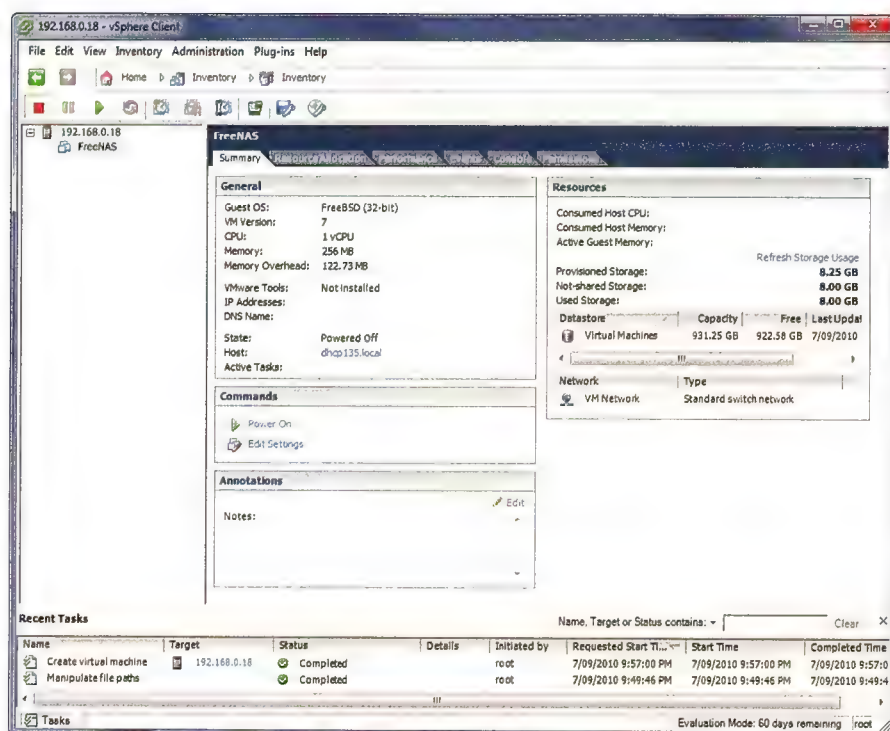 192.168.0.18 - vSphere Client
File Edit View Inventory Administration Plug-ins Help
Home Inventory Inventory
192.168.0.18
FreeNAS
FreeNAS
Summary Resource Allocation Performance Events Console Permissions
General
Guest OS: FreeBSD (32-bit)
VM Version: 7
CPU: 1 vCPU
Memory: 256 MB
Memory Overhead: 122.73 MB
VMware Tools: Not installed
IP Addresses:
DNS Name:
State: Powered Off
Host: dhcp135.local
Active Tasks:
Commands
Power On
Edit Settings
Annotations
Edit
Notes:
Resources
Consumed Host CPU:
Consumed Host Memory:
Active Guest Memory:
Refresh Storage Usage
Provisioned Storage: 8.25 GB
Not-shared Storage: 8.00 GB
Used Storage: 8.00 GB
Datastore Capacity Free Last Updat
Virtual Machines 931.25 GB 922.58 GB 7/09/2010
Network Type
VM Network Standard switch network
Recent Tasks
Name, Target or Status contains: Clear
Name Target Status Details Initiated by Requested Start Ti... Start Time Completed Time
Create virtual machine 192.168.0.18 Completed root 7/09/2010 9:57:00 PM 7/09/2010 9:57:00 PM 7/09/2010 9:57:0
Manipulate file paths Completed root 7/09/2010 9:49:46 PM 7/09/2010 9:49:46 PM 7/09/2010 9:49:4
Tasks
Evaluation Mode: 60 days remaining root